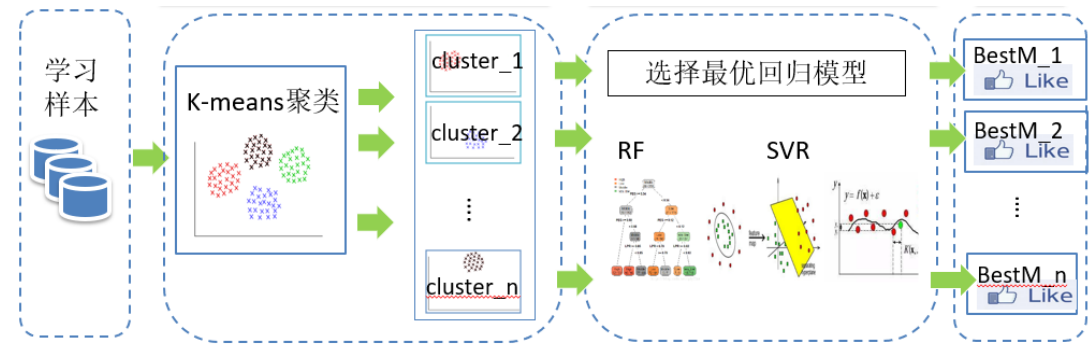 学习
样本
K-means聚类
cluster_1
cluster_2
...
cluster_n
选择最优回归模型
RF
SVR
y
y = f(x) + ε
BestM_1
Like
BestM_2
Like
...
BestM_n
Like